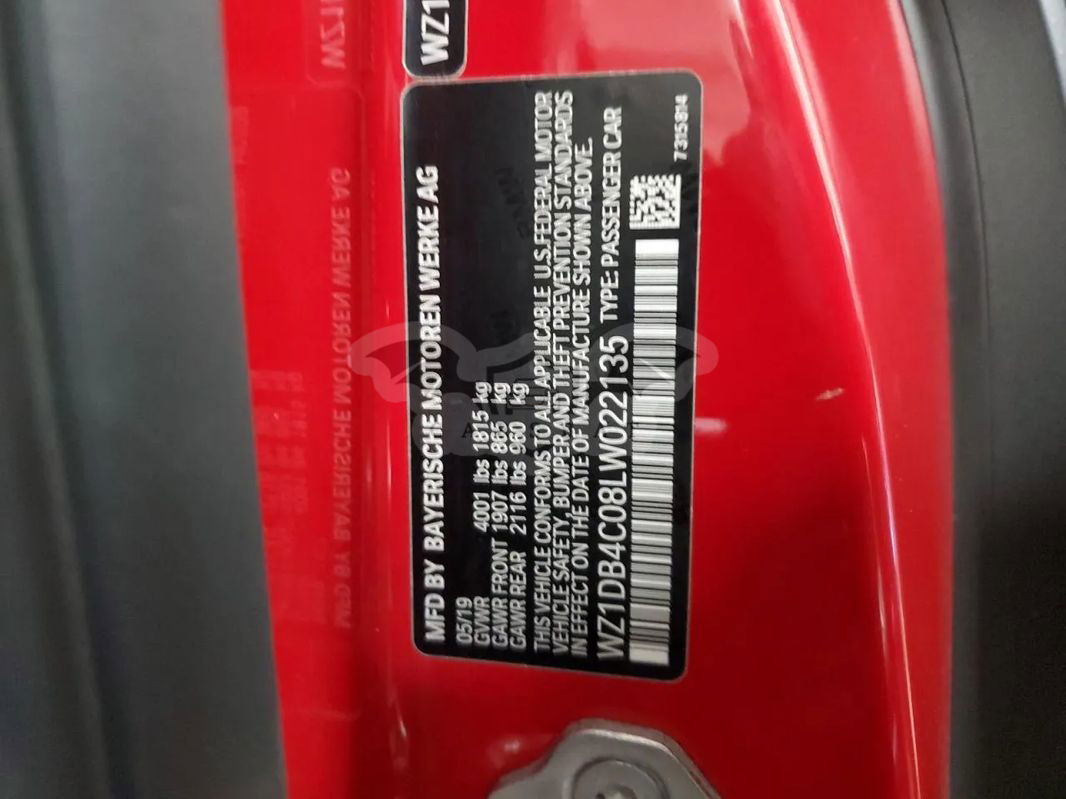 WZ1
MFD BY BAYERISCHE MOTOREN WERKE AG
05/19
GVWR 4001 lbs 1815 kg
GAWR FRONT 1907 lbs 865 kg
GAWR REAR 2116 lbs 960 kg
THIS VEHICLE CONFORMS TO ALL APPLICABLE U.S.FEDERAL MOTOR
VEHICLE SAFETY, BUMPER AND THEFT PREVENTION STANDARDS
IN EFFECT ON THE DATE OF MANUFACTURE SHOWN ABOVE.
WZ1DB4C08LW022135 TYPE: PASSENGER CAR
7315814